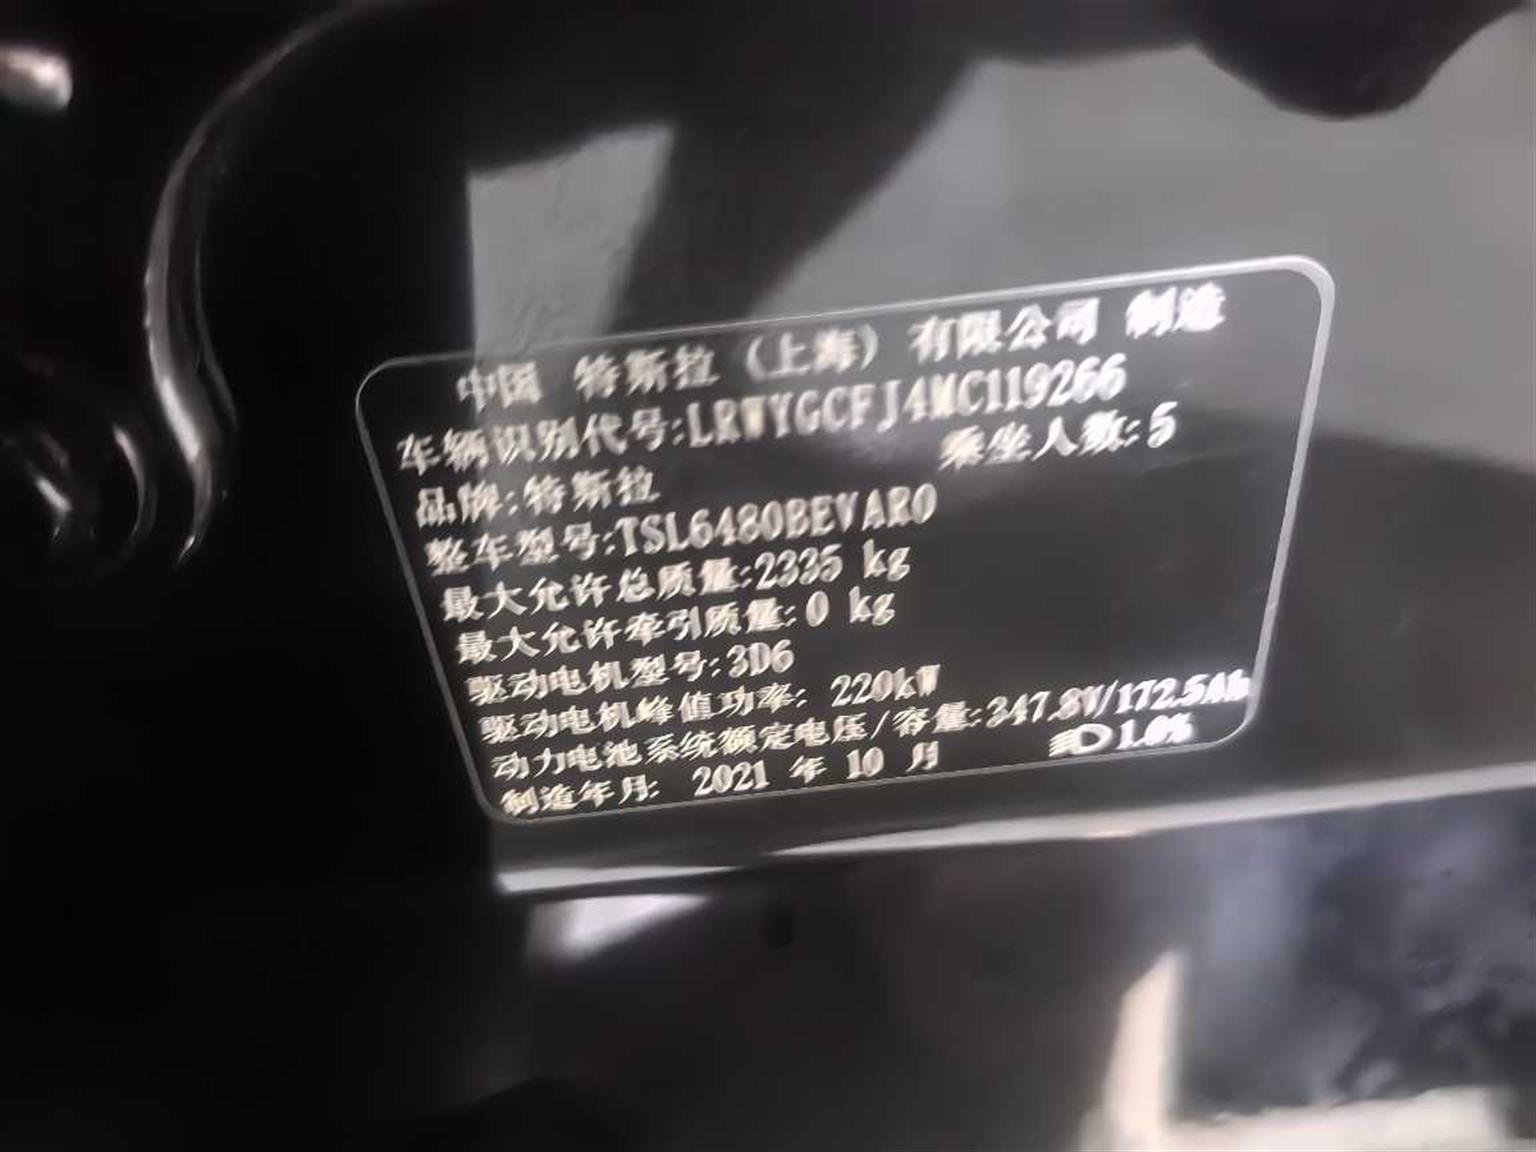 中国 特斯拉（上海）有限公司 制造
车辆识别代号:LRWYGCFJ4MC119266
品牌:特斯拉 乘坐人数:5
整车型号:TSL6480BEVAR0
最大允许总质量:2335 kg
最大允许牵引质量:0 kg
驱动电机型号:3D6
驱动电机峰值功率: 220kW
动力电池系统额定电压/容量:347.8V/172.5Ah
制造年月: 2021 年 10 月 1.0%